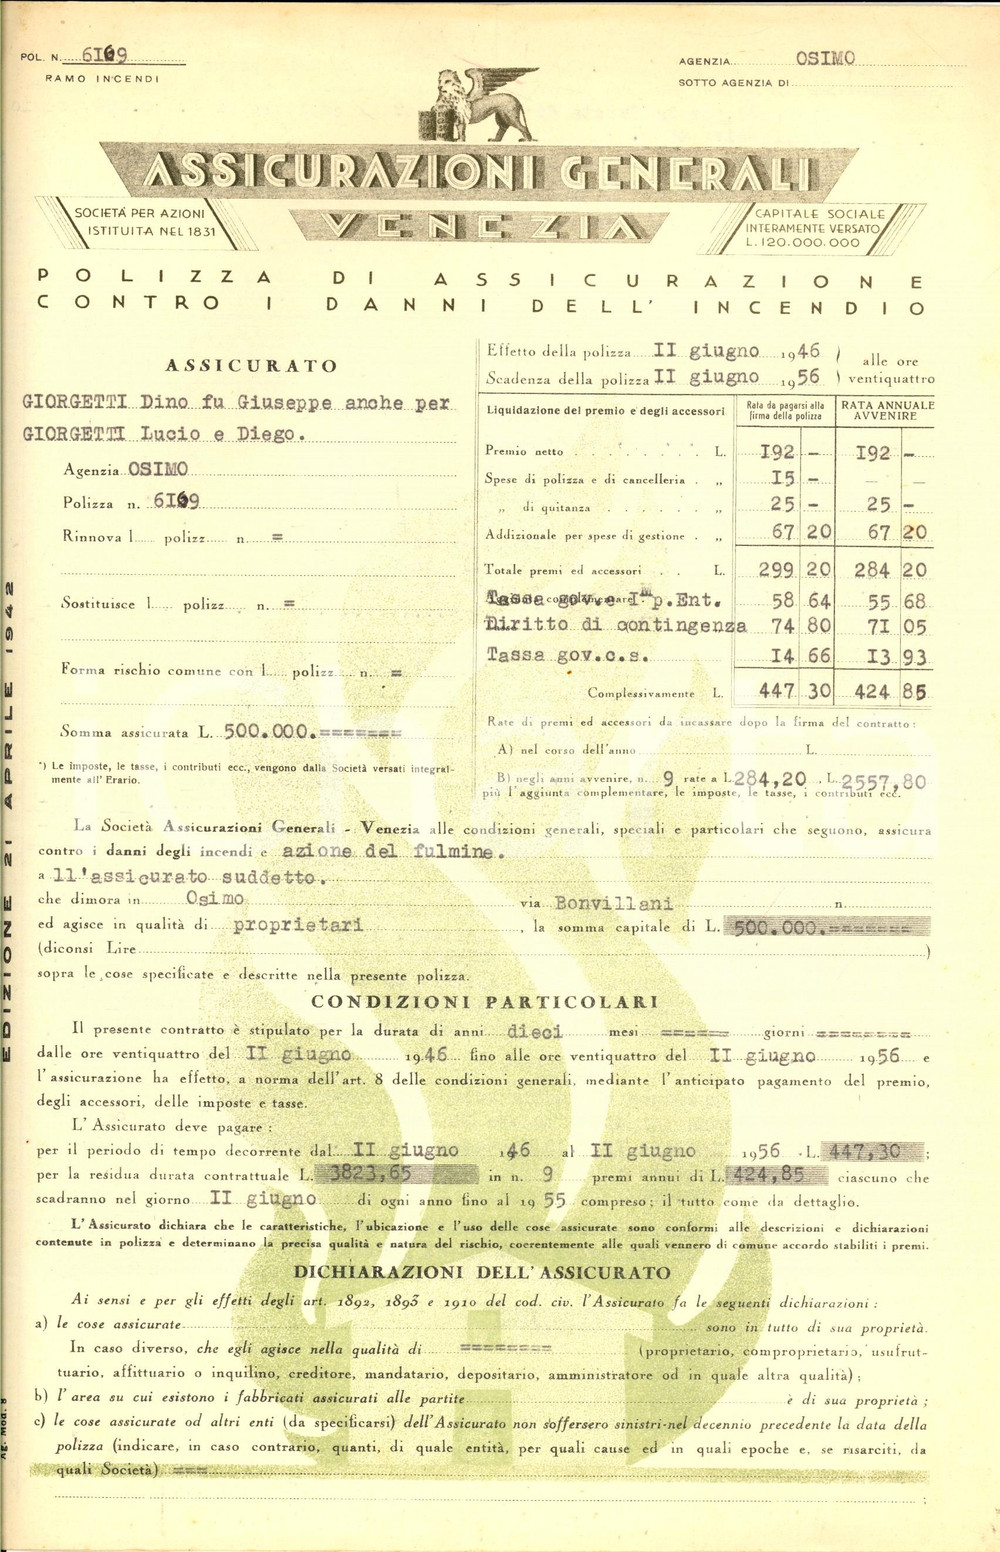 POL. N. 6169
RAMO INCENDI
AGENZIA OSIMO
SOTTO AGENZIA DI
ASSICURAZIONI GENERALI
VENEZIA
SOCIETÀ PER AZIONI
ISTITUITA NEL 1831
CAPITALE SOCIALE
INTERAMENTE VERSATO
L. 120.000.000
POLIZZA DI ASSICURAZIONE
CONTRO I DANNI DELL' INCENDIO
ASSICURATO
GIORGETTI Dino fu Giuseppe anche per
GIORGETTI Lucio e Diego.
Agenzia OSIMO
Polizza n. 6169
Rinnova l..... polizz..... n. =
Sostituisce l..... polizz..... n. =
Forma rischio comune con l..... polizz..... n. =
Somma assicurata L. 500.000.=======
*) Le imposte, le tasse, i contributi ecc., vengono dalla Società versati integral-
mente all' Erario.
Effetto della polizza II giugno 1946 ) alle ore
Scadenza della polizza II giugno 1956 ) ventiquattro
Liquidazione del premio e degli accessori
Rata da pagarsi alla firma della polizza
RATA ANNUALE AVVENIRE
Premio netto L. 192 - 192 -
Spese di polizza e di cancelleria . „ 15 - — —
„ di quitanza „ 25 - 25 -
Addizionale per spese di gestione . „ 67 20 67 20
Totale premi ed accessori . . L. 299 20 284 20
Tassa gov.e Imp.Ent. 58 64 55 68
Diritto di contingenza 74 80 71 05
Tassa gov.c.s. 14 66 13 93
Complessivamente L. 447 30 424 85
Rate di premi ed accessori da incassare dopo la firma del contratto:
A) nel corso dell'anno L.
B) negli anni avvenire, n. 9 rate a L. 284,20 . L. 2557,80
più l'aggiunta complementare, le imposte, le tasse, i contributi ecc.
La Società Assicurazioni Generali - Venezia alle condizioni generali, speciali e particolari che seguono, assicura
contro i danni degli incendi e azione del fulmine.
a ll'assicurato suddetto.
che dimora in Osimo via Bonvillani n.
ed agisce in qualità di proprietari , la somma capitale di L. 500.000.=======
(diconsi Lire )
sopra le cose specificate e descritte nella presente polizza.
CONDIZIONI PARTICOLARI
Il presente contratto è stipulato per la durata di anni dieci mesi ====== giorni ========
dalle ore ventiquattro del II giugno 1946 fino alle ore ventiquattro del II giugno 1956 e
l'assicurazione ha effetto, a norma dell'art. 8 delle condizioni generali, mediante l'anticipato pagamento del premio,
degli accessori, delle imposte e tasse.
L'Assicurato deve pagare:
per il periodo di tempo decorrente dal II giugno 1946 al II giugno 1956 . L. 447,30 ;
per la residua durata contrattuale L. 3823,65 in n. 9 premi annui di L. 424,85 ciascuno che
scadranno nel giorno II giugno di ogni anno fino al 1955 compreso; il tutto come da dettaglio.
L'Assicurato dichiara che le caratteristiche, l'ubicazione e l'uso delle cose assicurate sono conformi alle descrizioni e dichiarazioni
contenute in polizza e determinano la precisa qualità e natura del rischio, coerentemente alle quali vennero di comune accordo stabiliti i premi.
DICHIARAZIONI DELL'ASSICURATO
Ai sensi e per gli effetti degli art. 1892, 1893 e 1910 del cod. civ. l'Assicurato fa le seguenti dichiarazioni:
a) le cose assicurate sono in tutto di sua proprietà.
In caso diverso, che egli agisce nella qualità di ======== (proprietario, comproprietario, usufrut-
tuario, affittuario o inquilino, creditore, mandatario, depositario, amministratore od in quale altra qualità);
b) l'area su cui esistono i fabbricati assicurati alle partite è di sua proprietà;
c) le cose assicurate od altri enti (da specificarsi) dell'Assicurato non soffersero sinistri nel decennio precedente la data della
polizza (indicare, in caso contrario, quanti, di quale entità, per quali cause ed in quali epoche e, se risarciti, da
quali Società) ===
;
EDIZIONE 21 APRILE 1942
Ag. Mod. 8